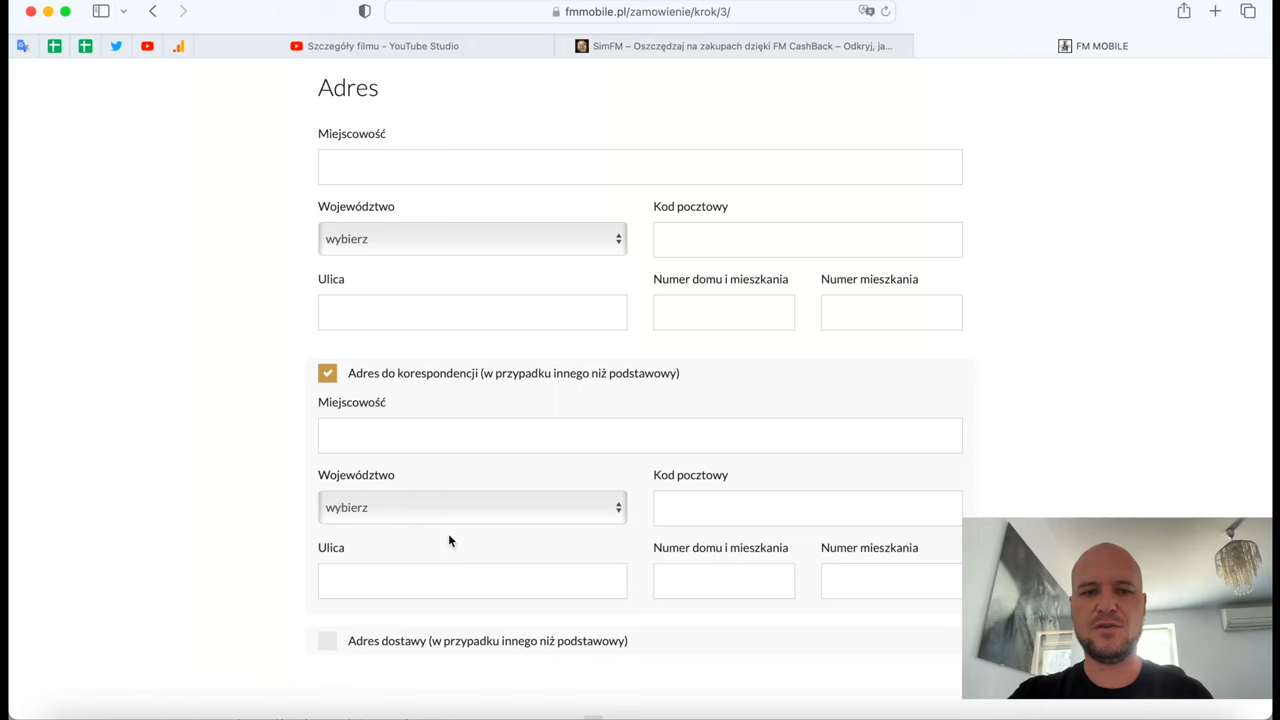 fmmobile.pl/zamowienie/krok/3/
Szczegóły filmu - YouTube Studio
SimFM – Oszczędzaj na zakupach dzięki FM CashBack – Odkryj, ja...
FM MOBILE
Adres
Miejscowość
Województwo
Kod pocztowy
wybierz
Ulica
Numer domu i mieszkania
Numer mieszkania
Adres do korespondencji (w przypadku innego niż podstawowy)
Miejscowość
Województwo
Kod pocztowy
wybierz
Ulica
Numer domu i mieszkania
Numer mieszkania
Adres dostawy (w przypadku innego niż podstawowy)